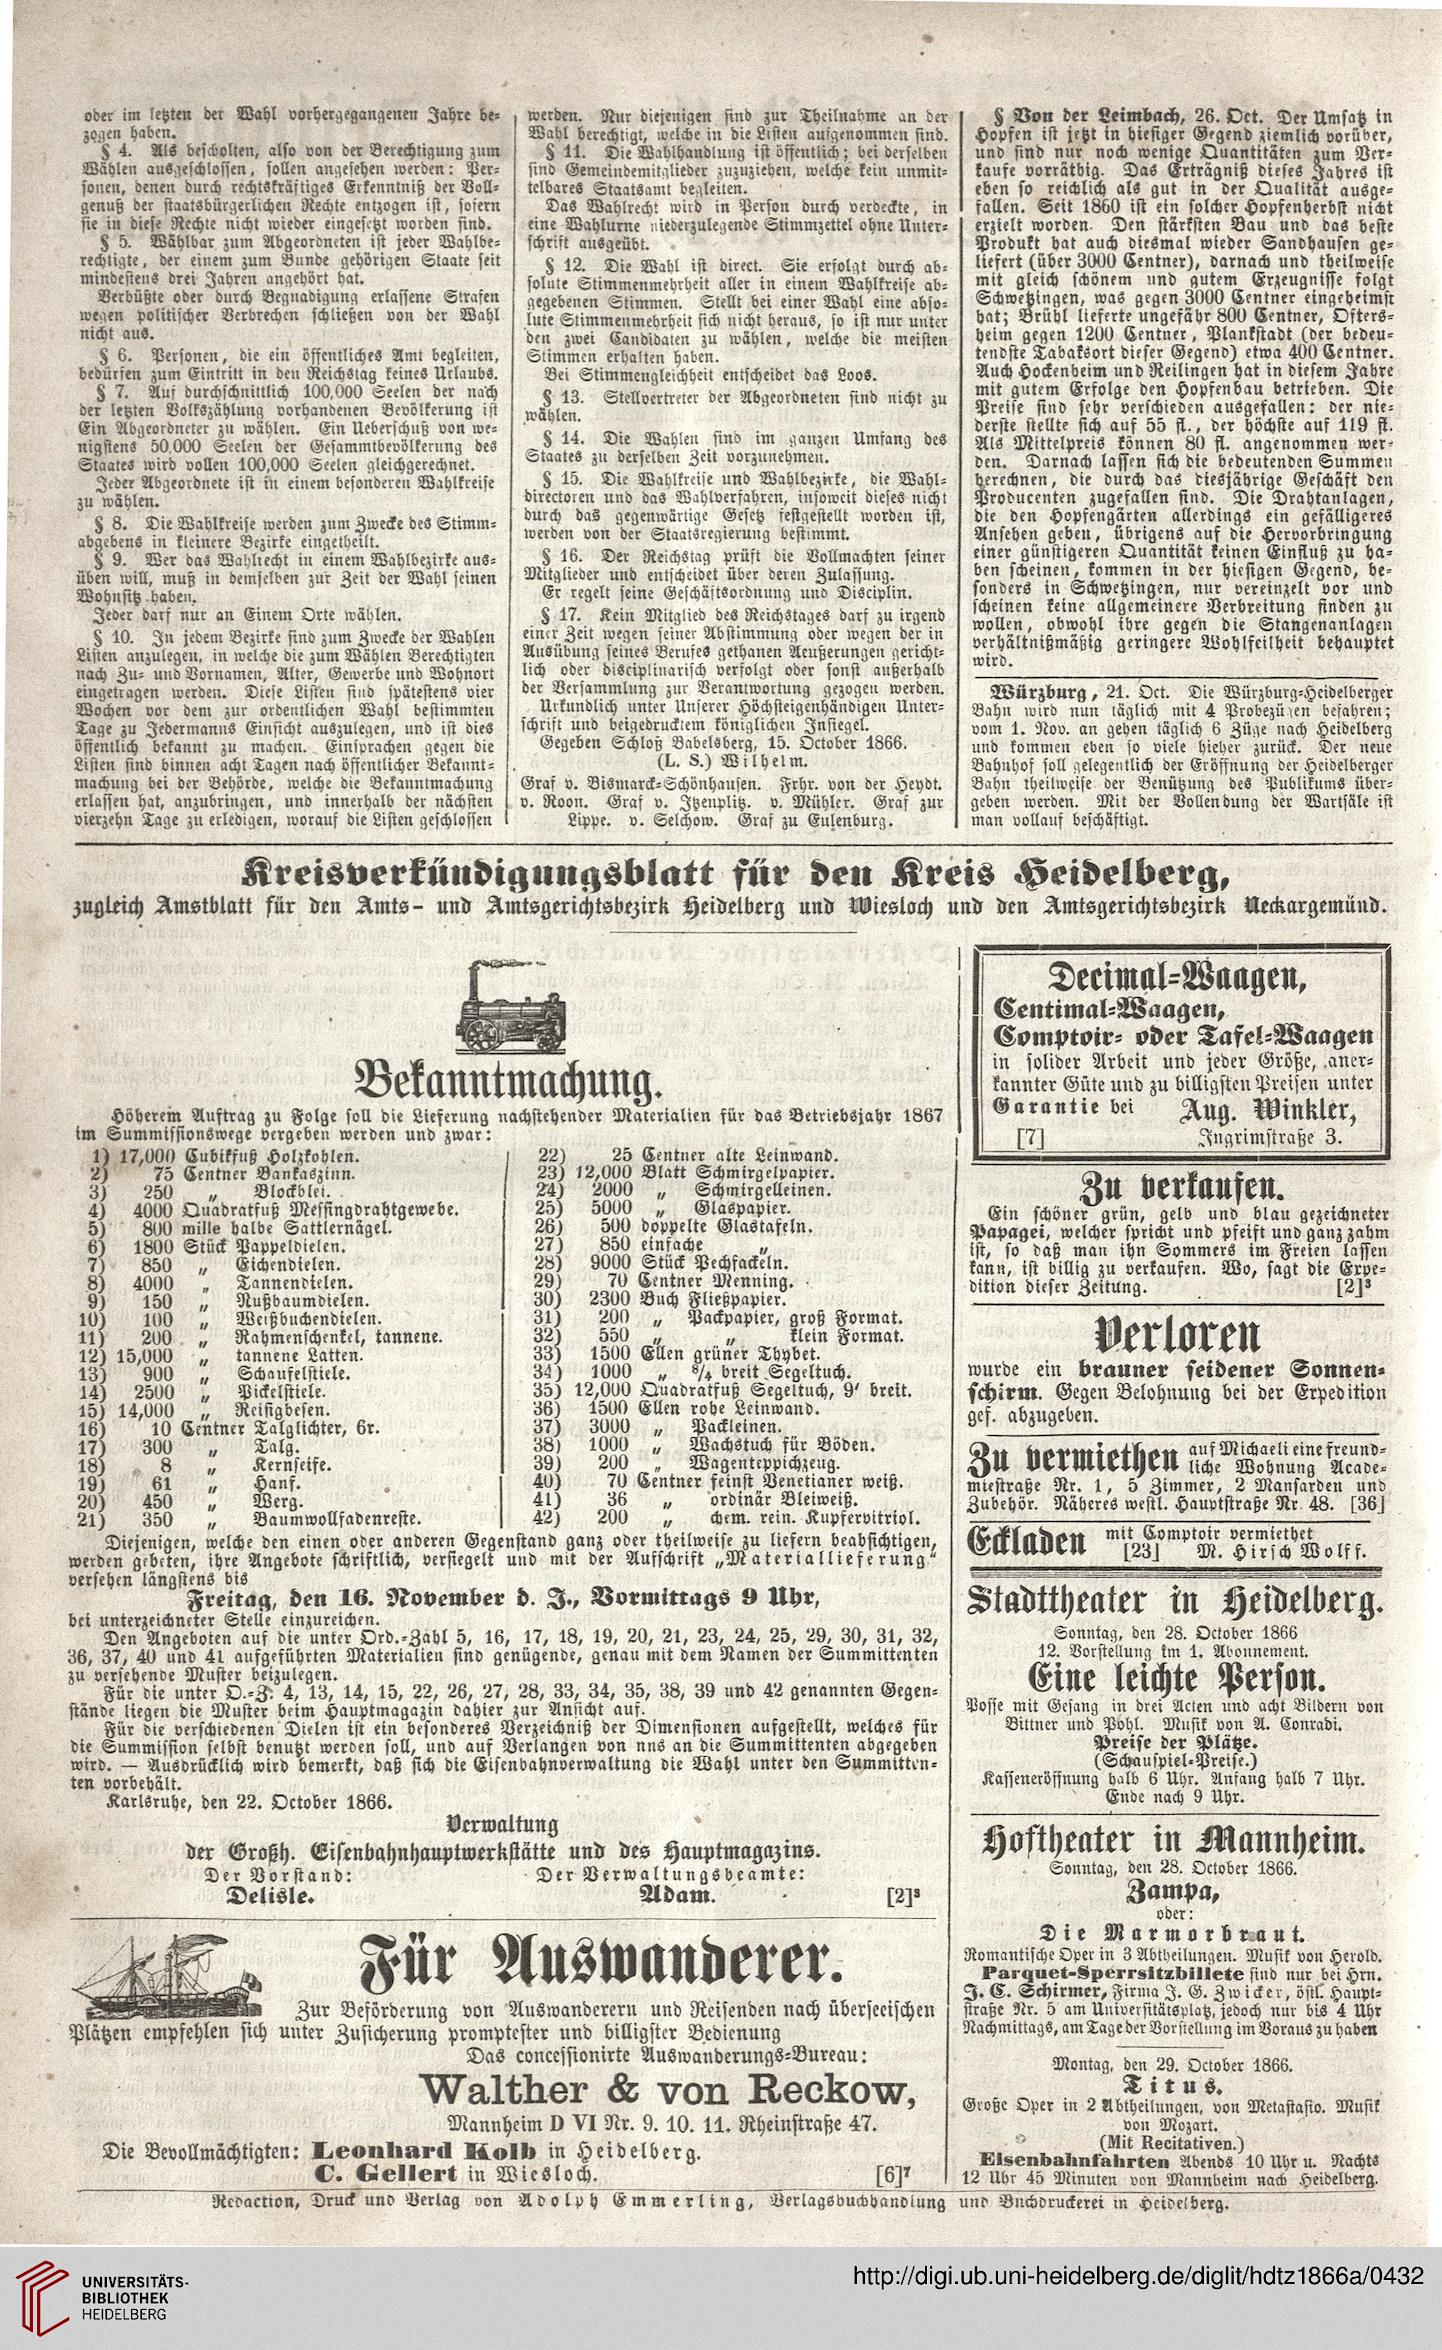 oder im letzten der Wahl vorhergegangenen Jahre be-
zogen haben.
§ 4. Als bescholten, also von der Berechtigung zum
Wählen ausgeschlossen, sollen angesehen werden: Per-
sonen, denen durch rechtskräftiges Erkenntniß der Voll-
genuß der staatsbürgerlichen Rechte entzogen ist, sofern
sie in diese Rechte nicht wieder eingesetzt worden sind.
§ 5. Wählbar zum Abgeordneten ist jeder Wahlbe-
rechtigte, der einem zum Bunde gehörigen Staate seit
mindestens drei Jahren angehört hat.
Verbüßte oder durch Begnadigung erlassene Strafen
wegen politischer Verbrechen schließen von der Wahl
nicht aus.
§ 6. Personen, die ein öffentliches Amt begleiten,
bedürfen zum Eintritt in den Reichstag keines Urlaubs.
§ 7. Auf durchschnittlich 100,000 Seelen der nach
der letzten Volkszählung vorhandenen Bevölkerung ist
Ein Abgeordneter zu wählen. Ein Ueberschuß von we-
nigstens 50,000 Seelen der Gesammtbevölkerung des
Staates wird vollen 100,000 Seelen gleichgerechnet.
Jeder Abgeordnete ist in einem besonderen Wahlkreise
zu wählen.
§ 8. Die Wahlkreise werden zum Zwecke des Stimm-
abgebens in kleinere Bezirke eingetheilt.
§ 9. Wer das Wahlrecht in einem Wahlbezirke aus-
üben will, muß in demselben zur Zeit der Wahl seinen
Wohnsitz haben.
Jeder darf nur an Einem Orte wählen.
§ 10. In jedem Bezirke sind zum Zwecke der Wahlen
Listen anzulegen, in welche die zum Wählen Berechtigten
nach Zu- und Vornamen, Alter, Gewerbe und Wohnort
eingetragen werden. Diese Listen sind spätestens vier
Wochen vor dem zur ordentlichen Wahl bestimmten
Tage zu Jedermanns Einsicht auszulegen, und ist dies
öffentlich bekannt zu machen. Einsprachen gegen die
Listen sind binnen acht Tagen nach öffentlicher Bekannt-
machung bei der Behörde, welche die Bekanntmachung
erlassen hat, anzubringen, und innerhalb der nächsten
vierzehn Tage zu erledigen, worauf die Listen geschlossen
werden. Nur diejenigen sind zur Theilnahme an der
Wahl berechtigt, welche in die Listen aufgenommen sind.
§ 11. Die Wahlhandlung ist öffentlich; bei derselben
sind Gemeindemitglieder zuzuziehen, welche kein unmit-
telbares Staatsamt begleiten.
Das Wahlrecht wird in Person durch verdeckte, in
eine Wahlurne niederzulegende Stimmzettel ohne Unter-
schrift ausgeübt.
§ 12. Die Wahl ist direct. Sie erfolgt durch ab-
solute Stimmenmehrheit aller in einem Wahlkreise ab-
gegebenen Stimmen. Stellt bei einer Wahl eine abso-
lute Stimmenmehrheit sich nicht heraus, so ist nur unter
den zwei Candidaten zu wählen, welche die meisten
Stimmen erhalten haben.
Bei Stimmengleichheit entscheidet das Loos.
§ 13. Stellvertreter der Abgeordneten sind nicht zu
wählen.
§ 14. Die Wahlen sind im ganzen Umfang des
Staates zu derselben Zeit vorzunehmen.
§ 15. Die Wahlkreise und Wahlbezirke, die Wahl-
directoren und das Wahlverfahren, insoweit dieses nicht
durch das gegenwärtige Gesetz festgestellt worden ist,
werden von der Staatsregierung bestimmt.
§ 16. Der Reichstag prüft die Vollmachten seiner
Mitglieder und entscheidet über deren Zulassung.
Er regelt seine Geschäftsordnung und Disciplin.
§ 17. Kein Mitglied des Reichstages darf zu irgend
einer Zeit wegen seiner Abstimmung oder wegen der in
Ausübung seines Berufes gethanen Aeußerungen gericht-
lich oder disciplinarisch verfolgt oder sonst außerhalb
der Versammlung zur Verantwortung gezogen werden.
Urkundlich unter Unserer Höchsteigenhändigen Unter-
schrift und beigedrucktem königlichen Insiegel.
Gegeben Schloß Babelsberg, 15. October 1866.
(L. S.) Wilhelm.
Graf v. Bismarck-Schönhausen. Frhr. von der Heydt.
v. Roon. Graf v. Itzenplitz. v. Mühler. Graf zur
Lippe. v. Selchow. Graf zu Eulenburg.
§ Von der Leimbach, 26. Oct. Der Umsatz in
Hopfen ist jetzt in hiesiger Gegend ziemlich vorüber,
und sind nur noch wenige Quantitäten zum Ver-
kaufe vorräthig. Das Erträgniß dieses Jahres ist
eben so reichlich als gut in der Qualität ausge-
fallen. Seit 1860 ist ein solcher Hopfenherbst nicht
erzielt worden. Den stärksten Bau und das beste
Produkt hat auch diesmal wieder Sandhausen ge-
liefert (über 3000 Centner), darnach und theilweise
mit gleich schönem und gutem Erzeugnisse folgt
Schwetzingen, was gegen 3000 Centner eingeheimst
hat; Brühl lieferte ungefähr 800 Centner, Ofters-
heim gegen 1200 Centner, Plankstadt (der bedeu-
tendste Tabaksort dieser Gegend) etwa 400 Centner.
Auch Hockenheim und Reilingen hat in diesem Jahre
mit gutem Erfolge den Hopfenbau betrieben. Die
Preise sind sehr verschieden ausgefallen: der nie-
derste stellte sich auf 55 fl., der höchste auf 119 fl.
Als Mittelpreis können 80 fl. angenommen wer-
den. Darnach lassen sich die bedeutenden Summen
berechnen, die durch das diesjährige Geschäft den
Producenten zugefallen sind. Die Drahtanlagen,
die den Hopfengärten allerdings ein gefälligeres
Ansehen geben, übrigens auf die Hervorbringung
einer günstigeren Quantität keinen Einfluß zu ha-
ben scheinen, kommen in der hiesigen Gegend, be-
sonders in Schwetzingen, nur vereinzelt vor und
scheinen keine allgemeinere Verbreitung finden zu
wollen, obwohl ihre gegen die Stangenanlagen
verhältnißmäßig geringere Wohlfeilheit behauptet
wird.
Würzburg, 21. Oct. Die Würzburg-Heidelberger
Bahn wird nun täglich mit 4 Probezügen befahren;
vom 1. Nov. an gehen täglich 6 Züge nach Heidelberg
und kommen eben so viele hieher zurück. Der neue
Bahnhof soll gelegentlich der Eröffnung der Heidelberger
Bahn theilweise der Benützung des Publikums über-
geben werden. Mit der Vollendung der Wartsäle ist
man vollauf beschäftigt.
Kreisverkündigungsblatt für den Kreis Heidelberg,
zugleich Amstblatt für den Amts- und Amtsgerichtsbezirk Heidelberg und Wiesloch und den Amtsgerichtsbezirk Neckargemünd.
Bekanntmachung.
Höherem Auftrag zu Folge soll die Lieferung nachstehender Materialien für das Betriebsjahr 1867
im Summissionswege vergeben werden und zwar:
1) 17,000 Cubikfuß Holzkohlen.
2) 75 Centner Bankaszinn.
3) 250 „ Blockblei.
4) 4000 Quadratfuß Messingdrahtgewebe.
5) 800 mille halbe Sattlernägel.
6) 1800 Stück Pappeldielen.
7) 850 „ Eichendielen.
8) 4000 „ Tannendielen.
9) 150 „ Nußbaumdielen.
10) 100 „ Weißbuchendielen.
11) 200 „ Rahmenschenkel, tannene.
12) 15,000 „ tannene Latten.
13) 900 „ Schaufelstiele.
14) 2500 „ Pickelstiele.
15) 14,000 „ Reisigbesen.
16) 10 Centner Talglichter, 6r.
17) 300 „ Talg.
18) 8 „ Kernseife.
19) 61 „ Hanf.
20) 450 „ Werg.
21) 350 „ Baumwollfadenreste.
22) 25 Centner alte Leinwand.
23) 12,000 Blatt Schmirgelpapier.
24) 2000 „ Schmirgelleinen.
25) 5000 „ Glaspapier.
26) 500 doppelte Glastafeln.
27) 850 einfache „
28) 9000 Stück Pechfackeln.
29) 70 Centner Menning.
30) 2300 Buch Fließpapier.
31) 200 „ Packpapier, groß Format.
32) 550 „ „ klein Format.
33) 1500 Ellen grüner Thybet.
34) 1000 „ 8/4 breit Segeltuch.
35) 12,000 Quadratfuß Segeltuch, 9' breit.
36) 1500 Ellen rohe Leinwand.
37) 3000 „ Packleinen.
38) 1000 „ Wachstuch für Böden.
39) 200 „ Wagenteppichzeug.
40) 70 Centner feinst Venetianer weiß.
41) 36 „ ordinär Bleiweiß.
42) 200 „ chem. rein. Kupfervitriol.
Diejenigen, welche den einen oder anderen Gegenstand ganz oder theilweise zu liefern beabsichtigen,
werden gebeten, ihre Angebote schriftlich, versiegelt und mit der Aufschrift „Materiallieferung“
versehen längstens bis
Freitag, den 16. November d. J., Vormittags 9 Uhr,
bei unterzeichneter Stelle einzureichen.
Den Angeboten auf die unter Ord.-Zahl 5, 16, 17, 18, 19, 20, 21, 23, 24, 25, 29, 30, 31, 32,
36, 37, 40 und 41 aufgeführten Materialien sind genügende, genau mit dem Namen der Summittenten
zu versehende Muster beizulegen.
Für die unter O.-Z. 4, 13, 14, 15, 22, 26, 27, 28, 33, 34, 35, 38, 39 und 42 genannten Gegen-
stände liegen die Muster beim Hauptmagazin dahier zur Ansicht auf.
Für die verschiedenen Dielen ist ein besonderes Verzeichniß der Dimensionen aufgestellt, welches für
die Summission selbst benutzt werden soll, und auf Verlangen von nns an die Summittenten abgegeben
wird. — Ausdrücklich wird bemerkt, daß sich die Eisenbahnverwaltung die Wahl unter den Summitten-
ten vorbehält.
Karlsruhe, den 22. October 1866.
Verwaltung
der Großh. Eisenbahnhauptwerkstätte und des Hauptmagazins.
Der Vorstand: Der Verwaltungsbeamte:
Delisle. Adam. [2]³
Für Auswanderer.
Zur Beförderung von Auswanderern und Reisenden nach überseeischen
Plätzen empfehlen sich unter Zusicherung promptester und billigster Bedienung
Das concessionirte Auswanderungs-Bureau:
Walther & von Reckow,
Mannheim D VI Nr. 9. 10. 11. Rheinstraße 47.
Die Bevollmächtigten: Leonhard Kolb in Heidelberg.
C. Gellert in Wiesloch. [6]⁷
Decimal-Waagen,
Centimal-Waagen,
Comptoir- oder Tafel-Waagen
in solider Arbeit und jeder Größe, aner-
kannter Güte und zu billigsten Preisen unter
Garantie bei Aug. Winkler,
[7] Ingrimstraße 3.
Zu verkaufen.
Ein schöner grün, gelb und blau gezeichneter
Papagei, welcher spricht und pfeift und ganz zahm
ist, so daß man ihn Sommers im Freien lassen
kann, ist billig zu verkaufen. Wo, sagt die Expe-
dition dieser Zeitung. [2]³
Verloren
wurde ein brauner seidener Sonnen-
schirm. Gegen Belohnung bei der Expedition
gef. abzugeben.
Zu vermiethen auf Michaeli eine freund-
liche Wohnung Acade-
miestraße Nr. 1, 5 Zimmer, 2 Mansarden und
Zubehör. Näheres westl. Hauptstraße Nr. 48. [36]
Eckladen mit Comptoir vermiethet
[23] M. Hirsch Wolff.
Stadttheater in Heidelberg.
Sonntag, den 28. October 1866
12. Vorstellung im 1. Abonnement.
Eine leichte Person.
Posse mit Gesang in drei Acten und acht Bildern von
Bittner und Pohl. Musik von A. Conradi.
Preise der Plätze.
(Schauspiel-Preise.)
Kasseneröffnung halb 6 Uhr. Anfang halb 7 Uhr.
Ende nach 9 Uhr.
Hoftheater in Mannheim.
Sonntag, den 28. October 1866.
Zampa,
oder:
Die Marmorbraut.
Romantische Oper in 3 Abtheilungen. Musik von Herold.
Parquet-Sperrsitzbillete sind nur bei Hrn.
J. C. Schirmer, Firma J. G. Zwicker, östl. Haupt-
straße Nr. 5 am Universitätsplatz, jedoch nur bis 4 Uhr
Nachmittags, am Tage der Vorstellung im Voraus zu haben
Montag, den 29. October 1866.
Titus.
Große Oper in 2 Abtheilungen, von Metastasio. Musik
von Mozart.
(Mit Recitativen.)
Eisenbahnfahrten Abends 10 Uhr u. Nachts
12 Uhr 45 Minuten von Mannheim nach Heidelberg.
Redaction, Druck und Verlag von Adolph Emmerling, Verlagsbuchhandlung und Buchdruckerei in Heidelberg.
UNIVERSITÄTS-
BIBLIOTHEK
HEIDELBERG
http://digi.ub.uni-heidelberg.de/diglit/hdtz1866a/0432